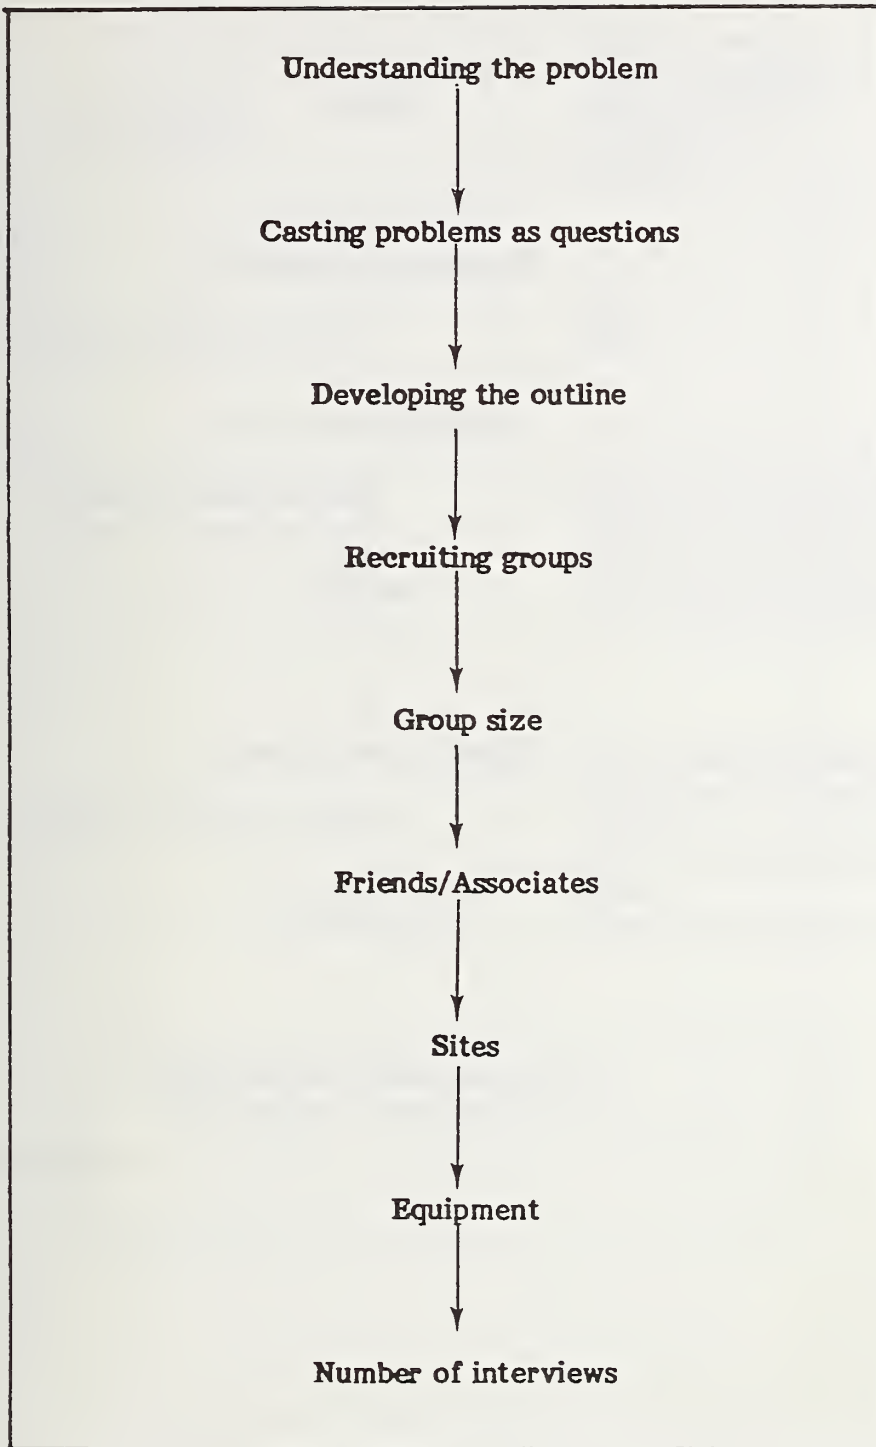 Understanding the problem
Casting problems as questions
Developing the outline
Recruiting groups
Group size
Friends/Associates
Sites
Equipment
Number of interviews